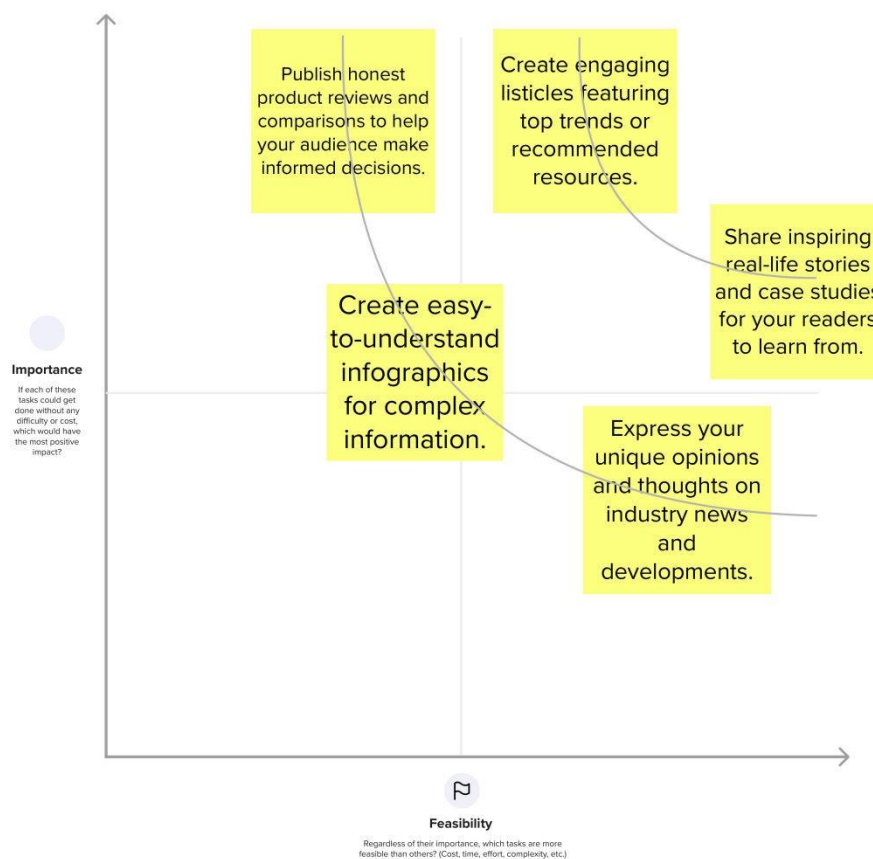 Publish honest
product reviews and
comparisons to help
your audience make
informed decisions.
Create engaging
listicles featuring
top trends or
recommended
resources.
Share inspiring
real-life stories
and case studies
for your readers
to learn from.
Create easy-
to-understand
infographics
for complex
information.
Express your
unique opinions
and thoughts on
industry news
and
developments.
Importance
If each of these
tasks could get
done without any
difficulty or cost,
which would have
the most positive
impact?
Feasibility
Regardless of their importance, which tasks are more
feasible than others? (Cost, time, effort, complexity, etc.)